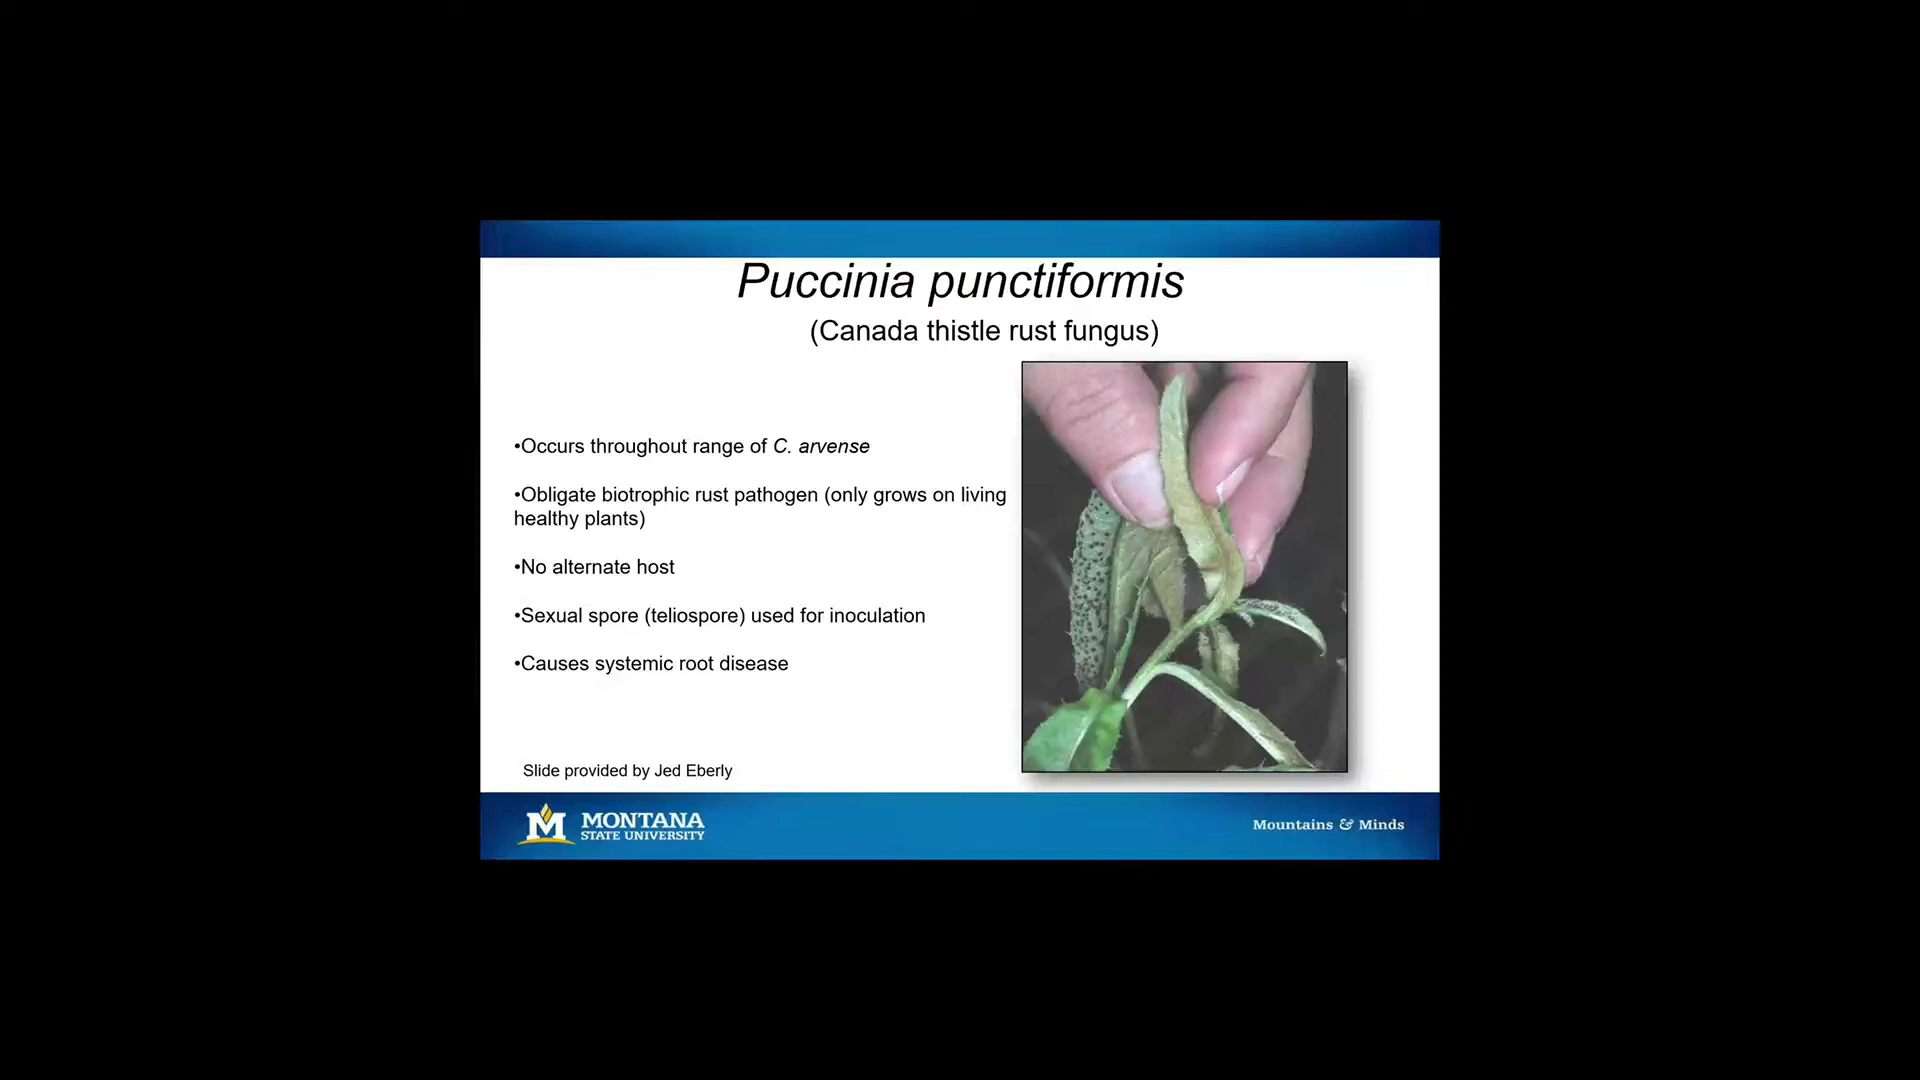 Puccinia punctiformis
(Canada thistle rust fungus)
•Occurs throughout range of C. arvense
•Obligate biotrophic rust pathogen (only grows on living
healthy plants)
•No alternate host
•Sexual spore (teliospore) used for inoculation
•Causes systemic root disease
Slide provided by Jed Eberly
M MONTANA
STATE UNIVERSITY
Mountains & Minds